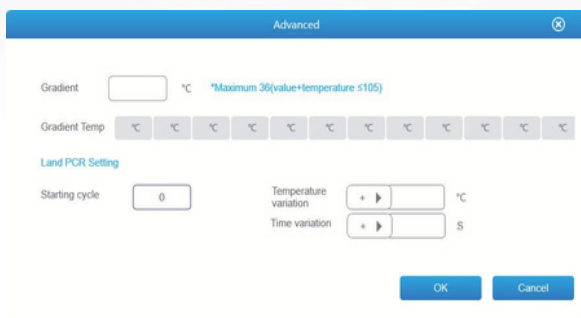 Advanced
Gradient °C *Maximum 36(value+temperature ≤105)
Gradient Temp °C °C °C °C °C °C °C °C °C °C °C °C
Land PCR Setting
Starting cycle 0 Temperature variation + °C
Time variation + S
OK Cancel